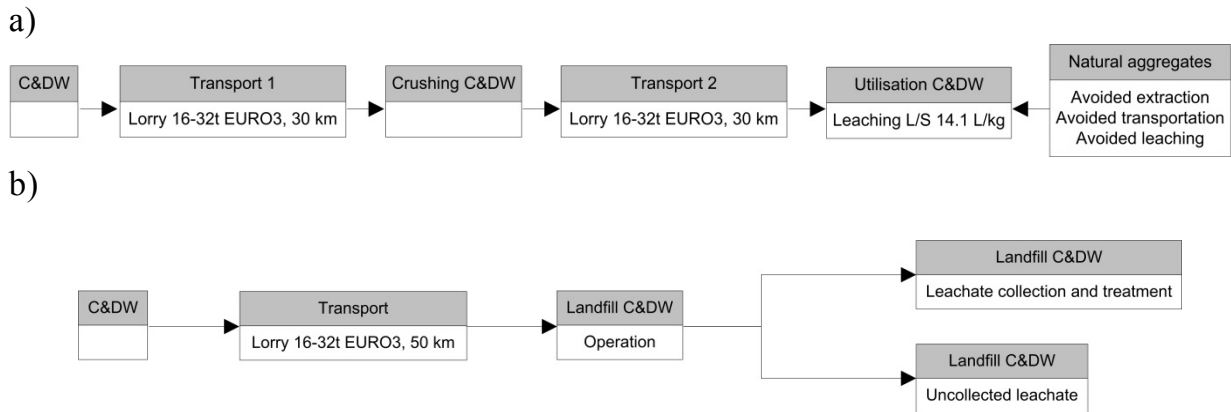 a)
C&DW
Transport 1
Lorry 16-32t EURO3, 30 km
Crushing C&DW
Transport 2
Lorry 16-32t EURO3, 30 km
Utilisation C&DW
Leaching L/S 14.1 L/kg
Natural aggregates
Avoided extraction
Avoided transportation
Avoided leaching
b)
C&DW
Transport
Lorry 16-32t EURO3, 50 km
Landfill C&DW
Operation
Landfill C&DW
Leachate collection and treatment
Landfill C&DW
Uncollected leachate